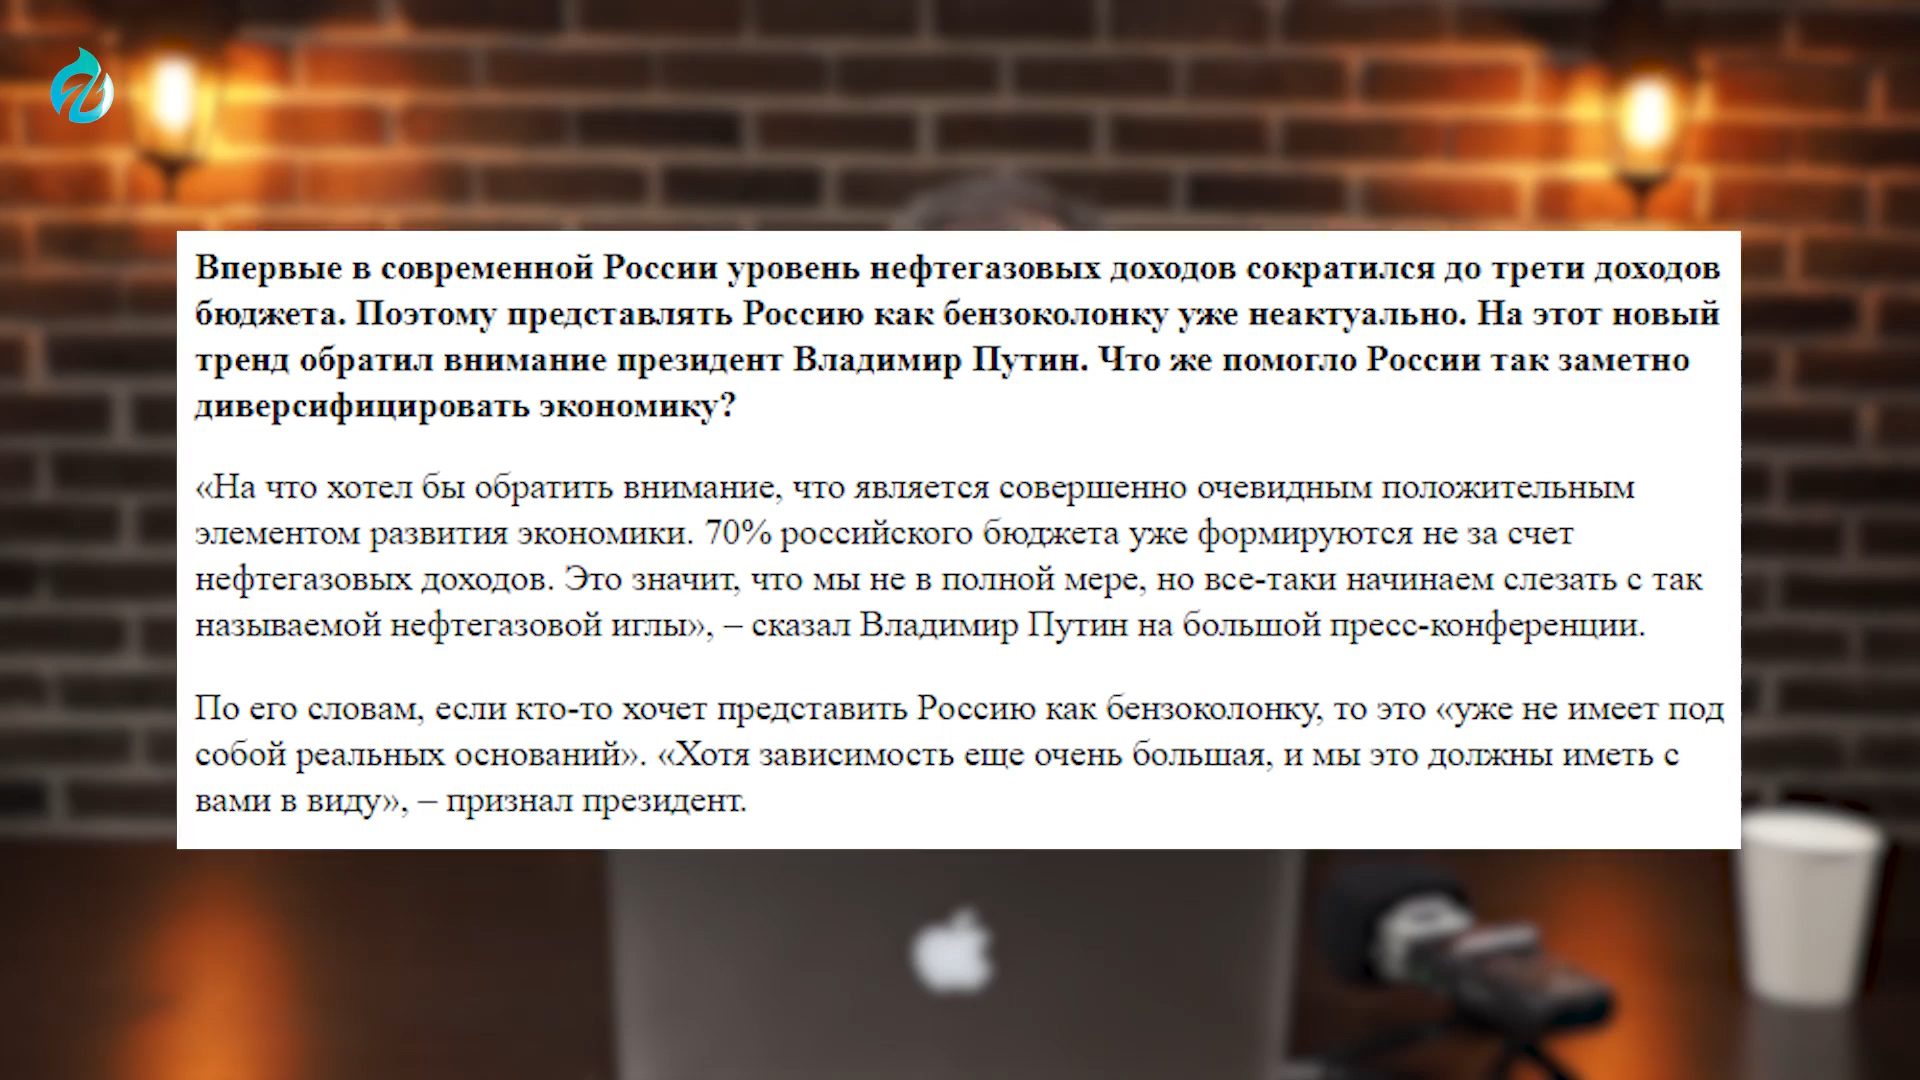 Впервые в современной России уровень нефтегазовых доходов сократился до трети доходов
бюджета. Поэтому представлять Россию как бензоколонку уже неактуально. На этот новый
тренд обратил внимание президент Владимир Путин. Что же помогло России так заметно
диверсифицировать экономику?
«На что хотел бы обратить внимание, что является совершенно очевидным положительным
элементом развития экономики. 70% российского бюджета уже формируются не за счет
нефтегазовых доходов. Это значит, что мы не в полной мере, но все-таки начинаем слезать с так
называемой нефтегазовой иглы», – сказал Владимир Путин на большой пресс-конференции.
По его словам, если кто-то хочет представить Россию как бензоколонку, то это «уже не имеет под
собой реальных оснований». «Хотя зависимость еще очень большая, и мы это должны иметь с
вами в виду», – признал президент.